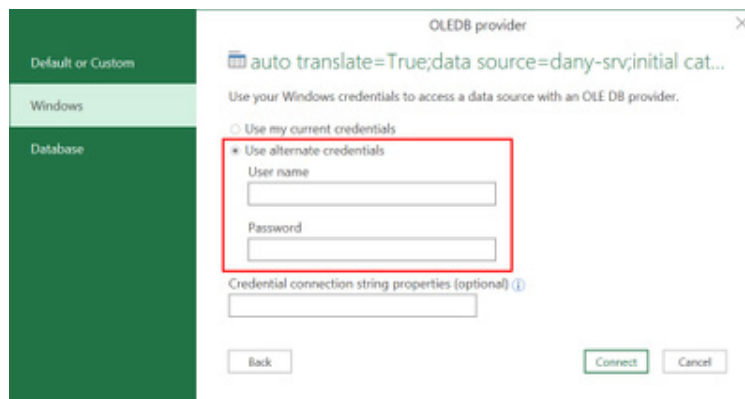 OLEDB provider
Default or Custom
Windows
Database
auto translate=True;data source=dany-srv;initial cat...
Use your Windows credentials to access a data source with an OLE DB provider.
Use my current credentials
Use alternate credentials
User name
Password
Credential connection string properties (optional)
Back
Connect
Cancel